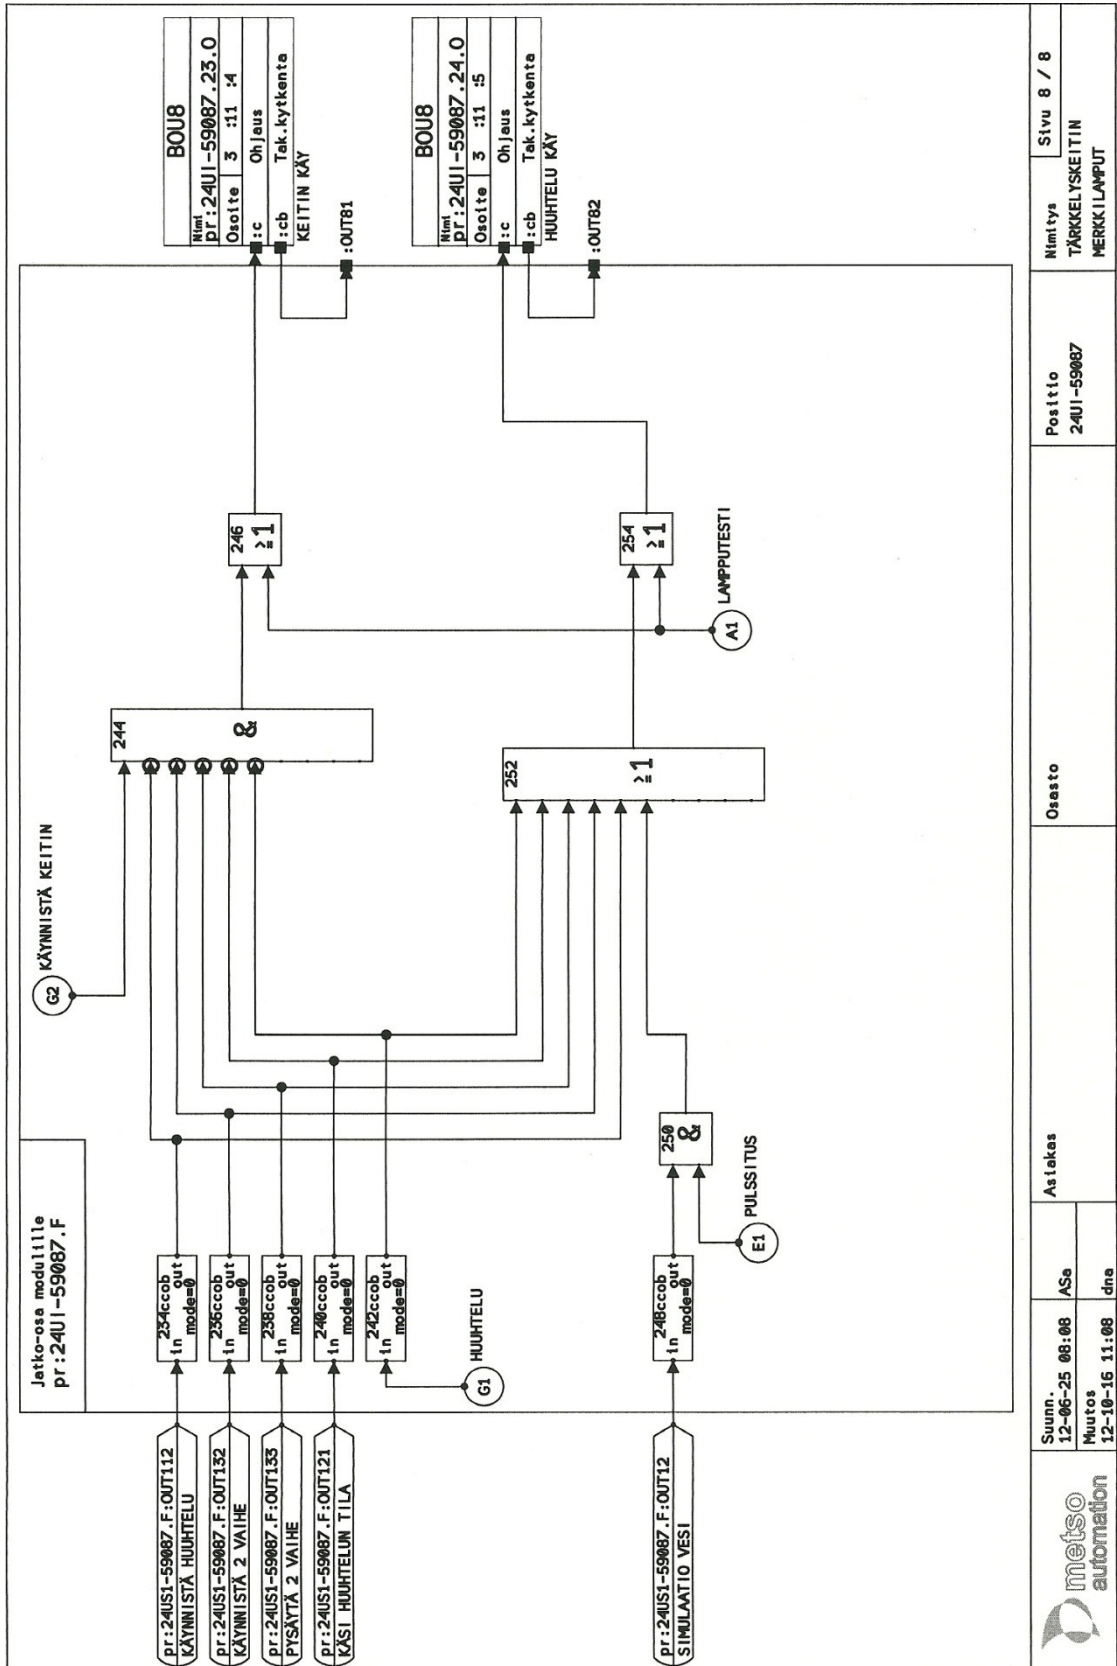 Jatko-osa modulille
pr:24UI-59087.F
pr:24US1-59087.F:OUT112
KÄYNNISTÄ HUUHTELU
pr:24US1-59087.F:OUT132
KÄYNNISTÄ 2 VAIHE
pr:24US1-59087.F:OUT133
PYSÄYTÄ 2 VAIHE
pr:24US1-59087.F:OUT121
KÄSI HUUHTELUN TILA
pr:24US1-59087.F:OUT12
SIMULAATIO VESI
234ccob
in out
mode=0
236ccob
in out
mode=0
238ccob
in out
mode=0
240ccob
in out
mode=0
242ccob
in out
mode=0
G1 HUUHTELU
248ccob
in out
mode=0
E1 PULSSITUS
250
&
G2 KÄYNNISTÄ KEITIN
244
&
252
≥1
246
≥1
254
≥1
A1 LAMPPUTESTI
BOU8
Nimi
pr:24UI-59087.23.O
Osoite 3 :11 :4
:c Ohjaus
:cb Tak.kytkenta
KEITIN KÄY
:OUT81
BOU8
Nimi
pr:24UI-59087.24.O
Osoite 3 :11 :5
:c Ohjaus
:cb Tak.kytkenta
HUUHTELU KÄY
:OUT82
metso
automation
Suunn.
12-06-25 08:08 ASa
Muutos
12-10-16 11:08 dna
Asiakas
Osasto
Positio
24UI-59087
Nimitys
TÄRKKELYSKEITIN
MERKKILAMPUT
Sivu 8 / 8